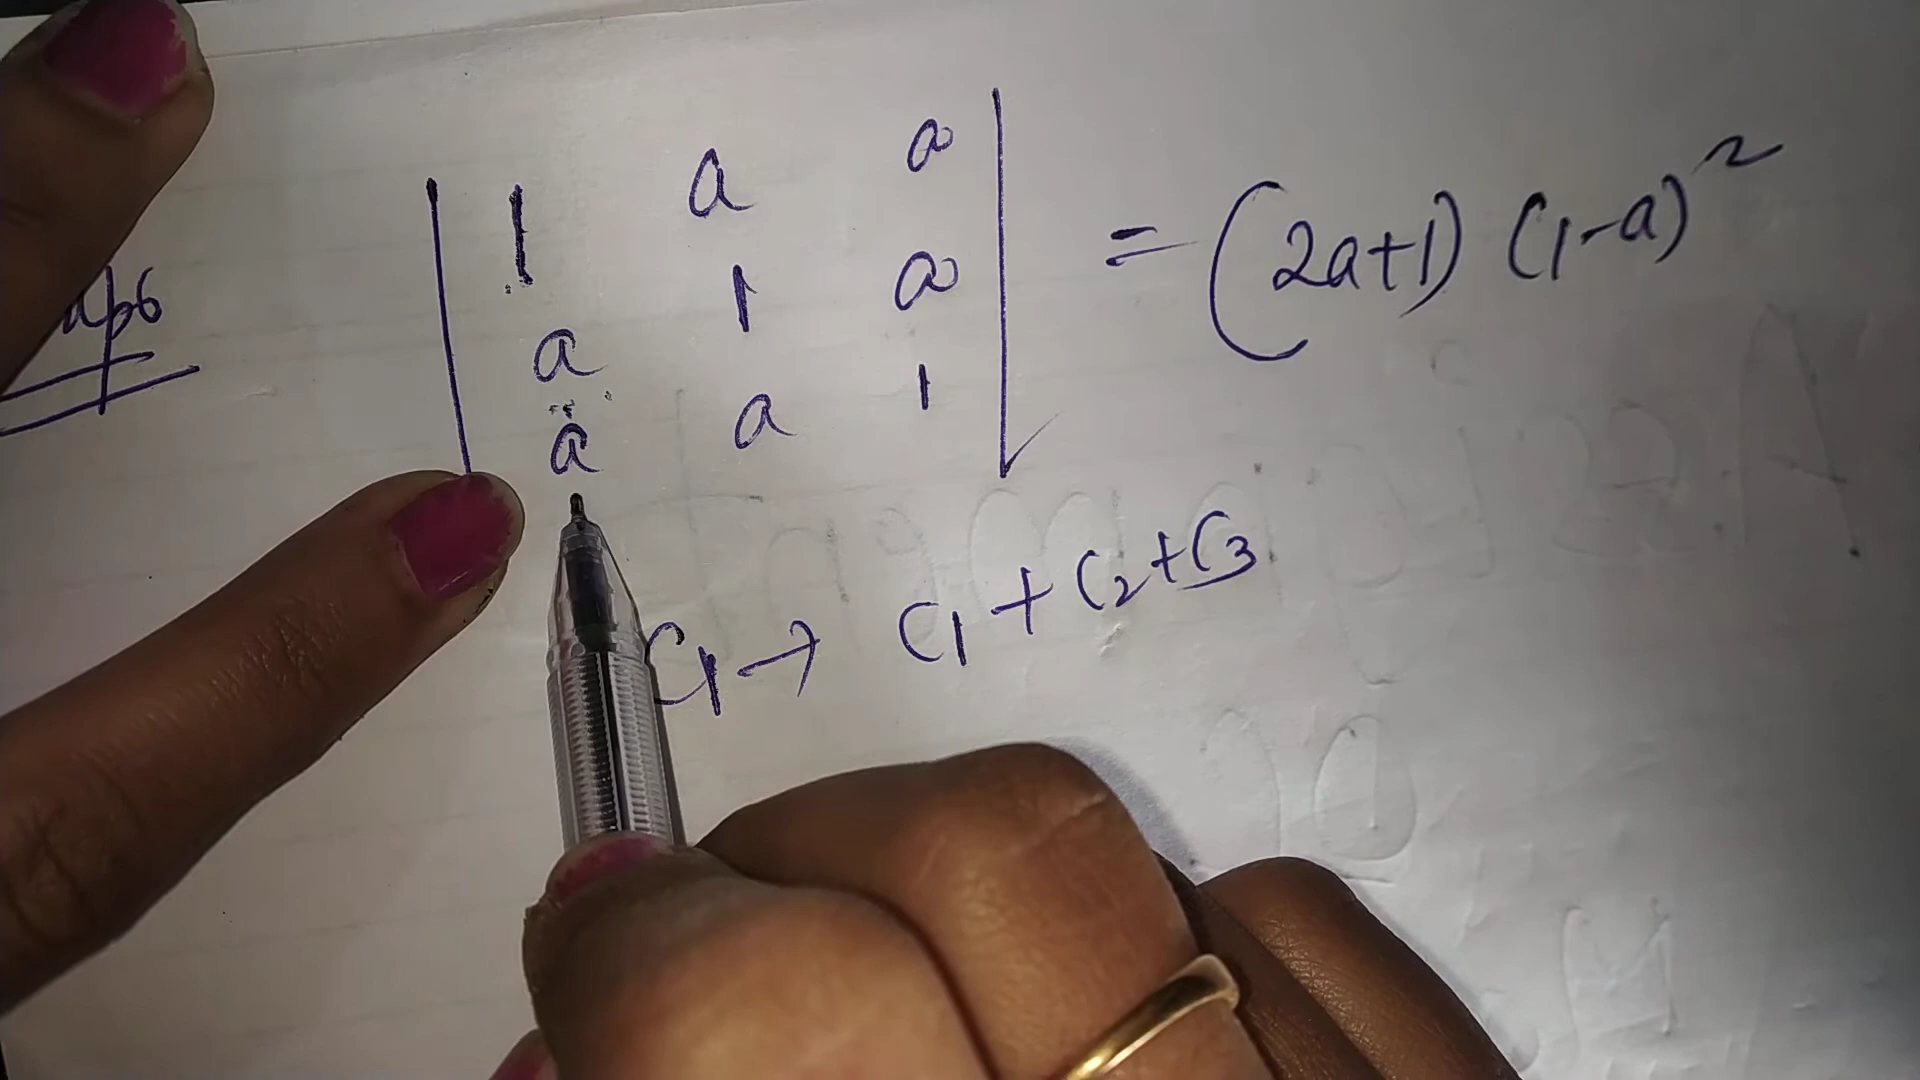 | 1 a a |
| a 1 a | = (2a+1) (1-a)²
| a a 1 |
C1 → C1 + C2 + C3